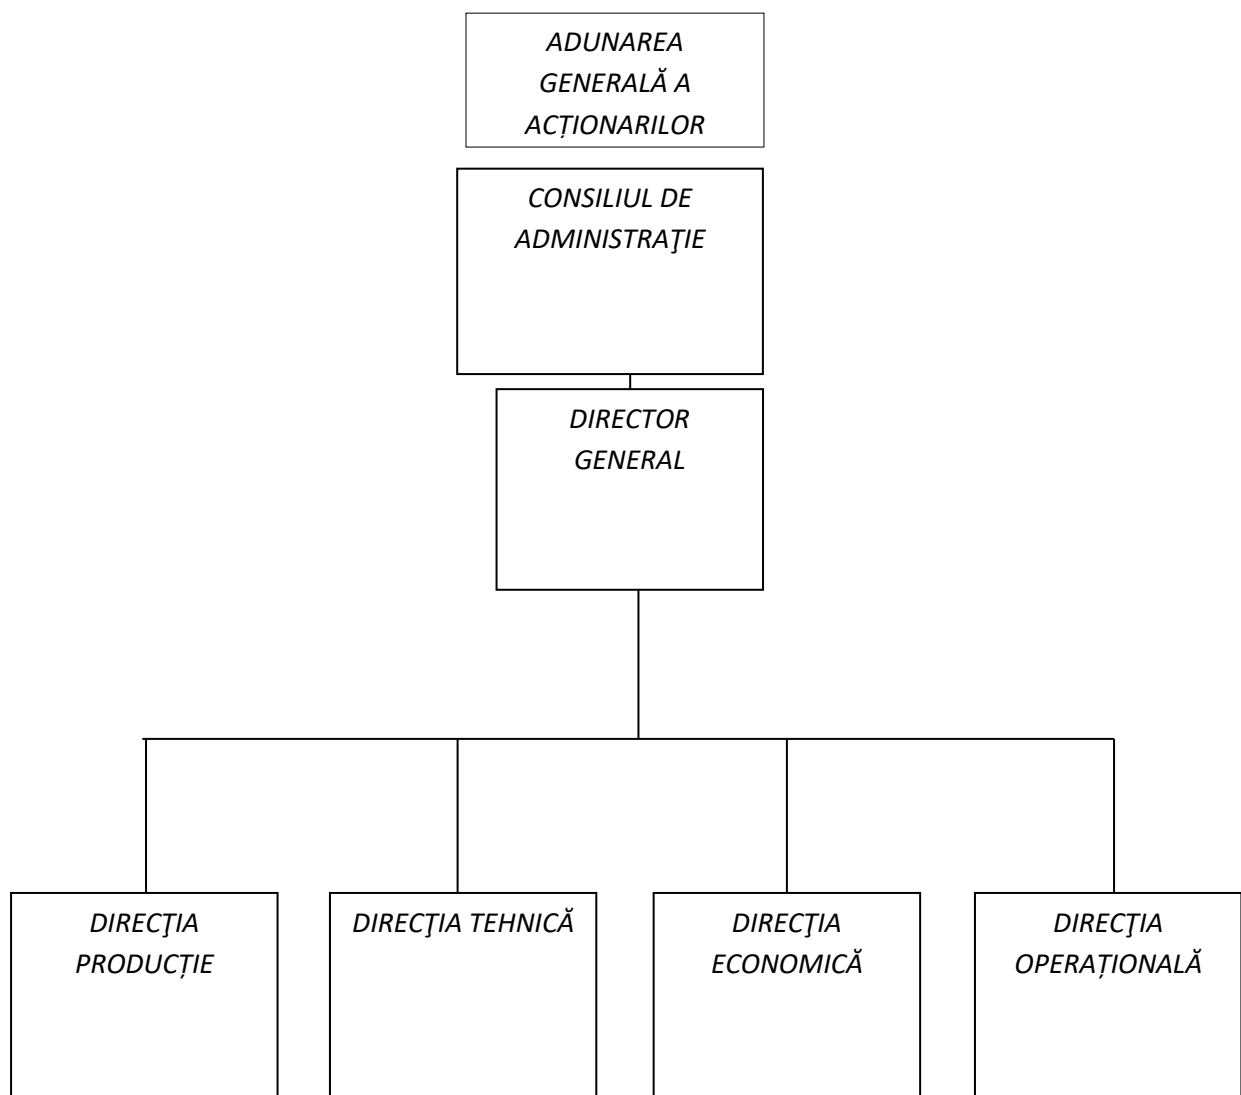 ADUNAREA
GENERALĂ A
ACȚIONARILOR
CONSILIUL DE
ADMINISTRAŢIE
DIRECTOR
GENERAL
DIRECŢIA
PRODUCȚIE
DIRECŢIA TEHNICĂ
DIRECŢIA
ECONOMICĂ
DIRECŢIA
OPERAȚIONALĂ